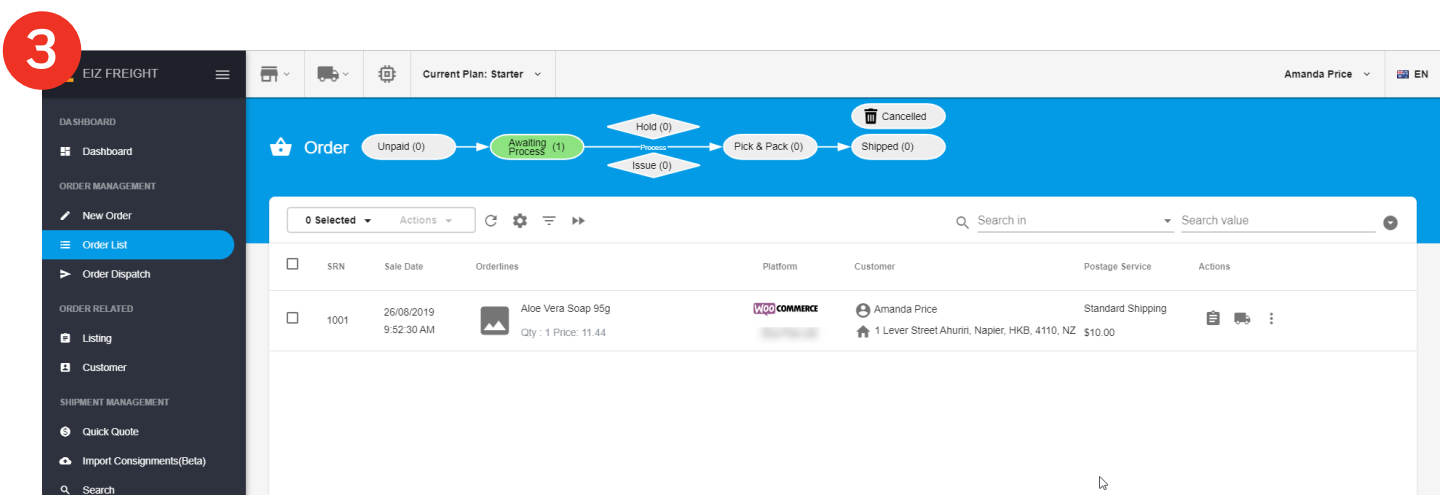 3
EIZ FREIGHT
Current Plan: Starter
Amanda Price
EN
DASHBOARD
Dashboard
ORDER MANAGEMENT
New Order
Order List
Order Dispatch
ORDER RELATED
Listing
Customer
SHIPMENT MANAGEMENT
Quick Quote
Import Consignments(Beta)
Search
Order
Unpaid (0)
Awaiting
Process (1)
Hold (0)
Process
Issue (0)
Pick & Pack (0)
Cancelled
Shipped (0)
0 Selected
Actions
Search in
Search value
SRN Sale Date Orderlines Platform Customer Postage Service Actions
1001
26/08/2019
9:52:30 AM
Aloe Vera Soap 95g
Qty : 1 Price: 11.44
WOO COMMERCE
Amanda Price
1 Lever Street Ahuriri, Napier, HKB, 4110, NZ
Standard Shipping
$10.00